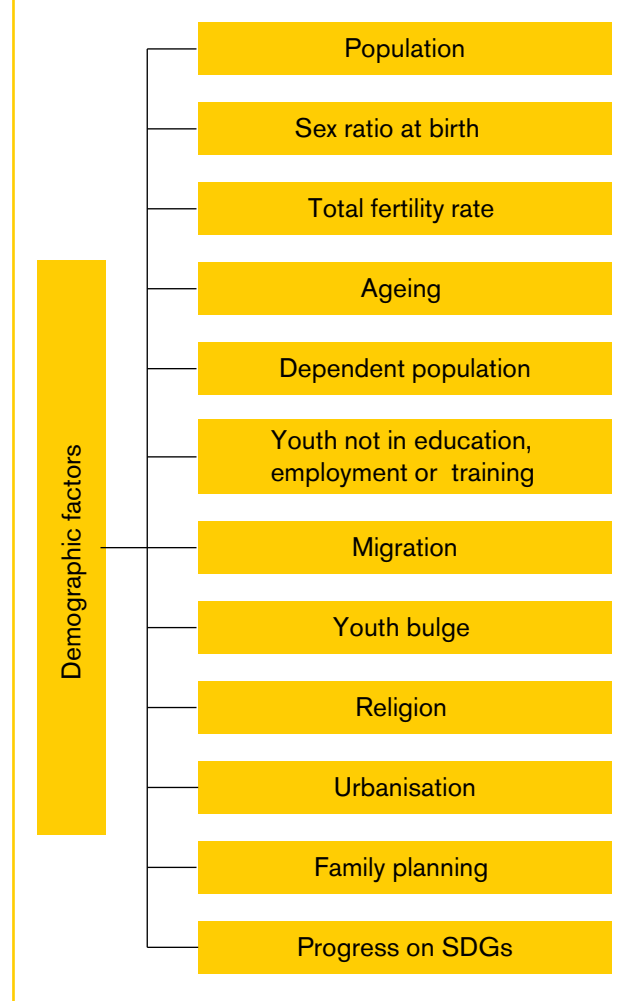 Population
Sex ratio at birth
Total fertility rate
Ageing
Dependent population
Youth not in education,
employment or  training
Migration
Youth bulge
Religion
Urbanisation
Family planning
Progress on SDGs
Demographic factors